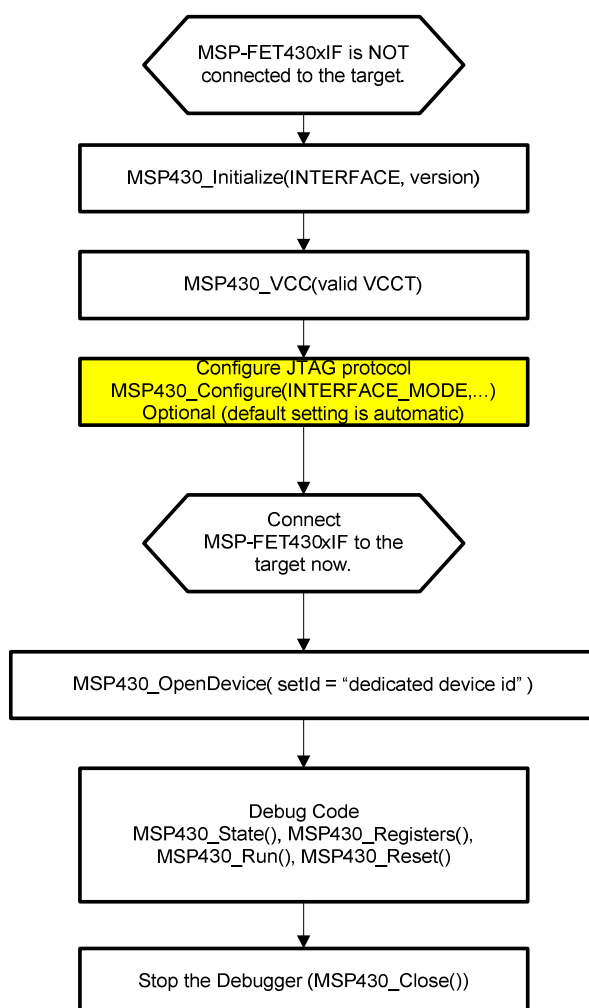 MSP-FET430xIF is NOT
connected to the target.
MSP430_Initialize(INTERFACE, version)
MSP430_VCC(valid VCCT)
Configure JTAG protocol
MSP430_Configure(INTERFACE_MODE,...)
Optional (default setting is automatic)
Connect
MSP-FET430xIF to the
target now.
MSP430_OpenDevice( setId = “dedicated device id” )
Debug Code
MSP430_State(), MSP430_Registers(),
MSP430_Run(), MSP430_Reset()
Stop the Debugger (MSP430_Close())